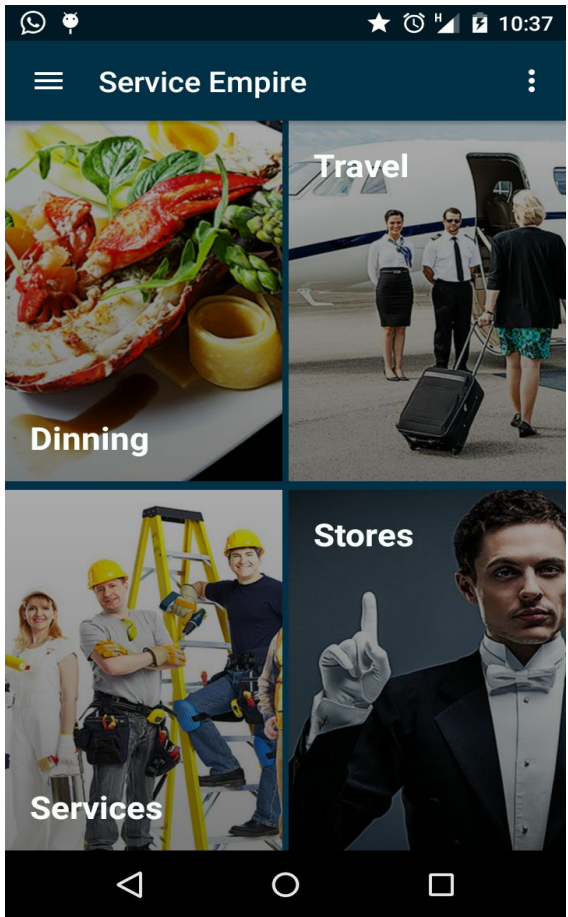 H 10:37
Service Empire
Travel
Dinning
Stores
Services